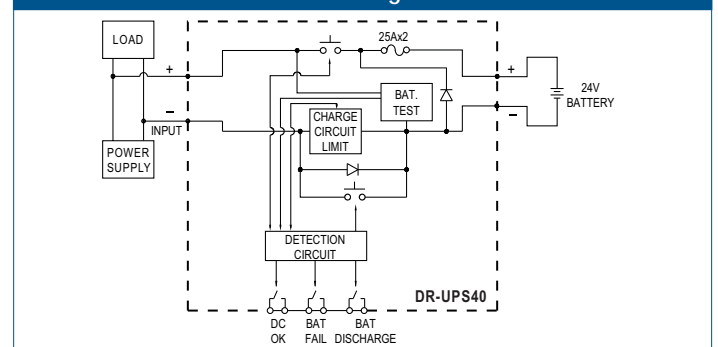 LOAD
25Ax2
+
+
BAT.
TEST
24V
BATTERY
CHARGE
CIRCUIT
LIMIT
−
−
INPUT
POWER
SUPPLY
DETECTION
CIRCUIT
DR-UPS40
DC
OK
BAT
FAIL
BAT
DISCHARGE